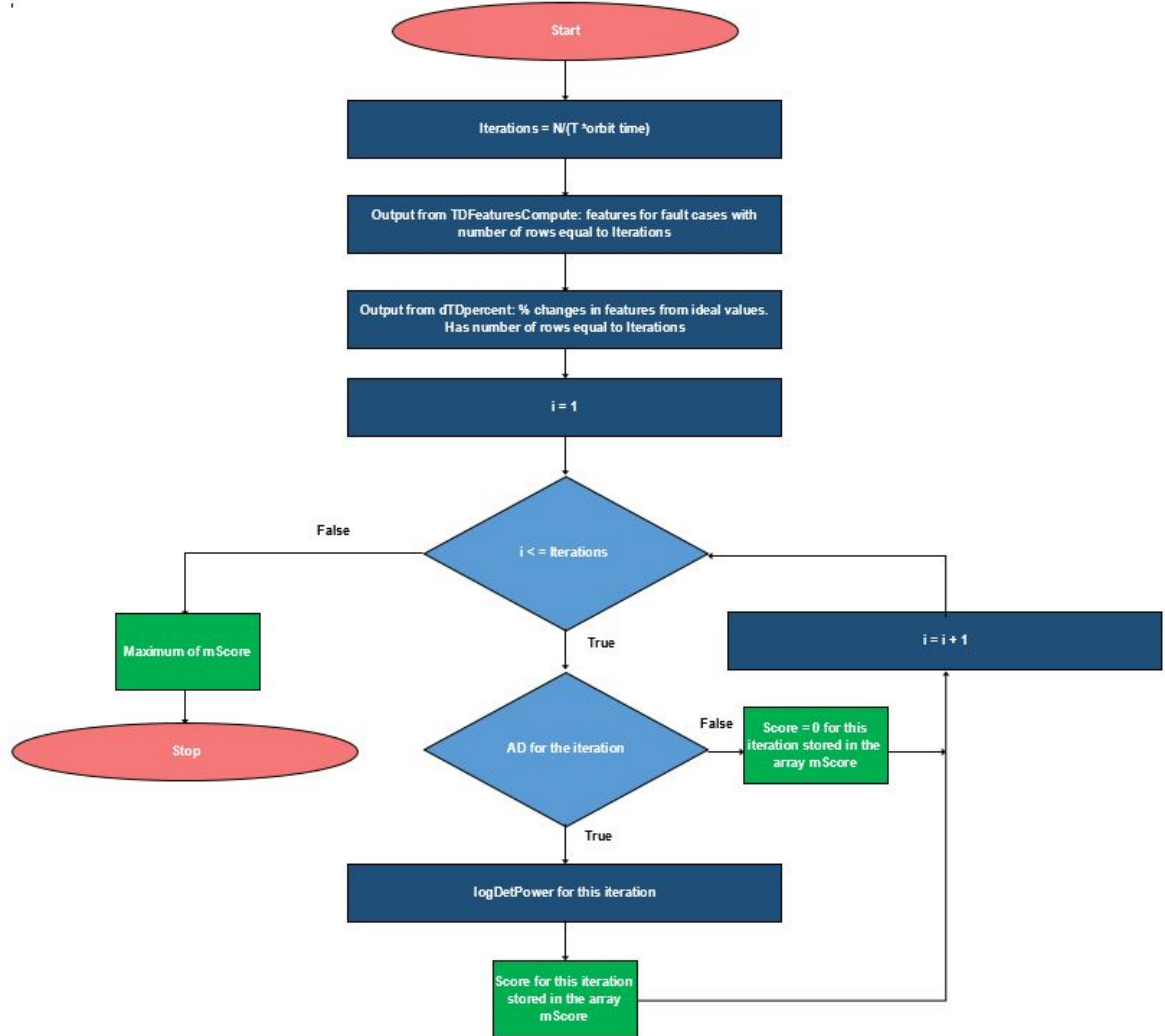 Start
Iterations = N/(T *orbit time)
Output from TDFeaturesCompute: features for fault cases with
number of rows equal to Iterations
Output from dTDpercent: % changes in features from ideal values.
Has number of rows equal to Iterations
i = 1
i < = Iterations
False
True
Maximum of mScore
Stop
i = i + 1
AD for the iteration
False
Score = 0 for this
iteration stored in the
array mScore
True
logDetPower for this iteration
Score for this iteration
stored in the array
mScore